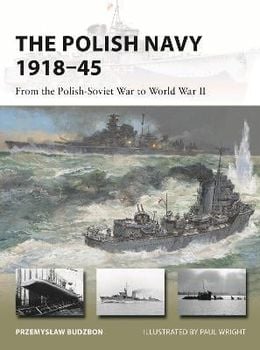 THE POLISH NAVY
1918–45
From the Polish-Soviet War to World War II
PRZEMYSŁAW BUDZBON
ILLUSTRATED BY PAUL WRIGHT